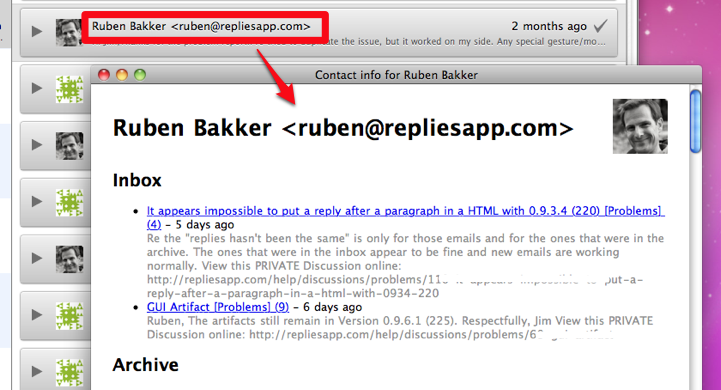 Ruben Bakker <ruben@repliesapp.com>
2 months ago
to duplicate the issue, but it worked on my side. Any special gesture/mo...
Contact info for Ruben Bakker
Ruben Bakker <ruben@repliesapp.com>
Inbox
It appears impossible to put a reply after a paragraph in a HTML with 0.9.3.4 (220) [Problems]
(4) – 5 days ago
Re the "replies hasn't been the same" is only for those emails and for the ones that were in the
archive. The ones that were in the inbox appear to be fine and new emails are working
normally. View this PRIVATE Discussion online:
http://repliesapp.com/help/discussions/problems/11
put-a-
reply-after-a-paragraph-in-a-html-with-0934-220
GUI Artifact [Problems] (9) – 6 days ago
Ruben, The artifacts still remain in Version 0.9.6.1 (225). Respectfully, Jim View this PRIVATE
Discussion online: http://repliesapp.com/help/discussions/problems/6
Archive